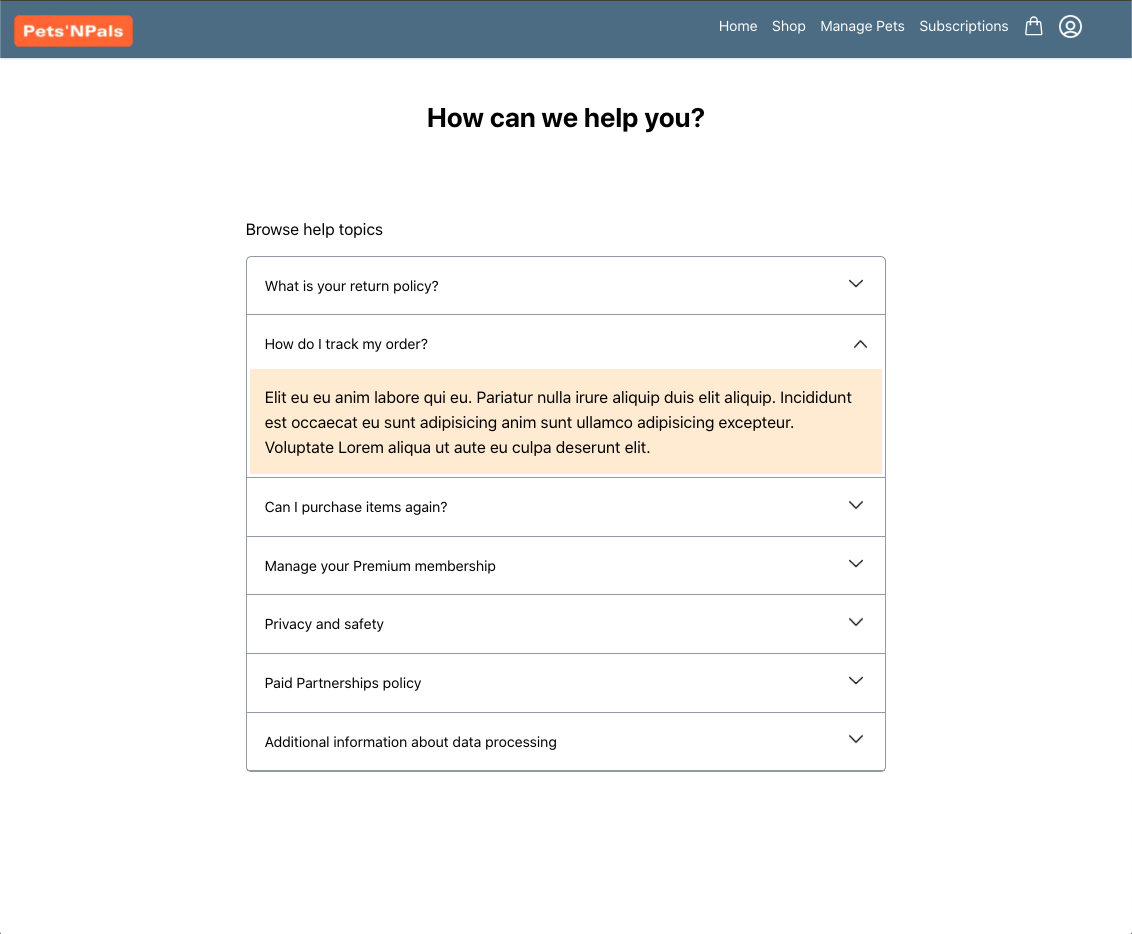 Pets'NPals
Home Shop Manage Pets Subscriptions
How can we help you?
Browse help topics
What is your return policy?
How do I track my order?
Elit eu eu anim labore qui eu. Pariatur nulla irure aliquip duis elit aliquip. Incididunt
est occaecat eu sunt adipisicing anim sunt ullamco adipisicing excepteur.
Voluptate Lorem aliqua ut aute eu culpa deserunt elit.
Can I purchase items again?
Manage your Premium membership
Privacy and safety
Paid Partnerships policy
Additional information about data processing